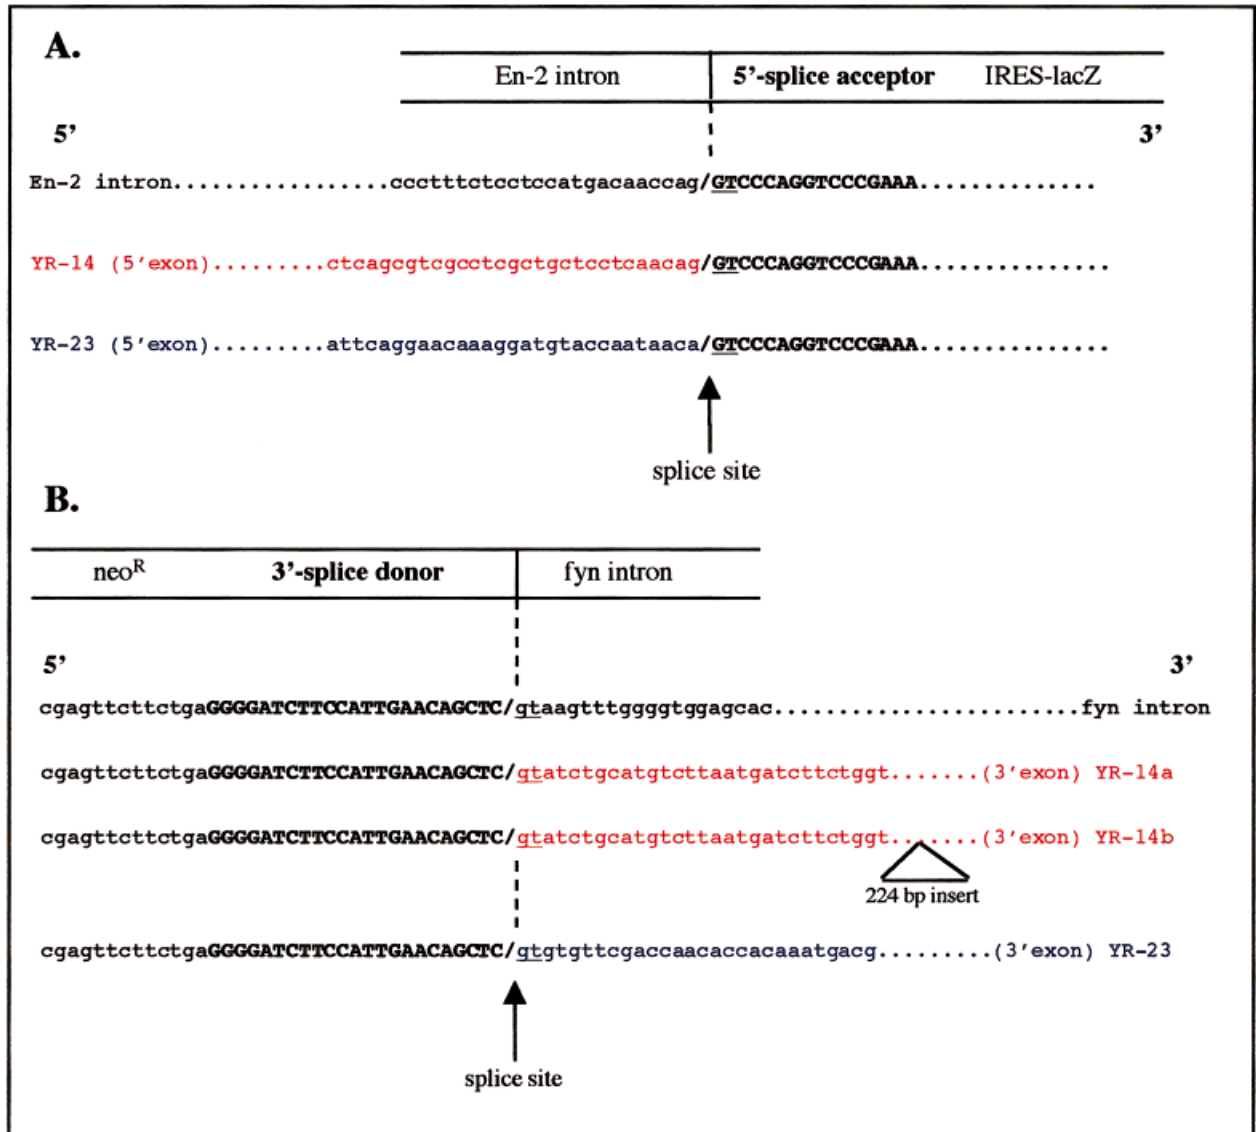 A.
En-2 intron 5'-splice acceptor IRES-lacZ
5' 3'
En-2 intron.................ccctttctcctccatgacaaccag/GTCCCAGGTCCCGAAA..............
YR-14 (5'exon).........ctcagcgtcgcctcgctgctcctcaacag/GTCCCAGGTCCCGAAA...............
YR-23 (5'exon).........attcaggaacaaaggatgtaccaataaca/GTCCCAGGTCCCGAAA...............
splice site
B.
neoR 3'-splice donor fyn intron
5' 3'
cgagttcttctgaGGGGATCTTCCATTGAACAGCTC/gtaagtttggggtggagcac........................fyn intron
cgagttcttctgaGGGGATCTTCCATTGAACAGCTC/gtatctgcatgtcttaatgatcttctggt.......(3'exon) YR-14a
cgagttcttctgaGGGGATCTTCCATTGAACAGCTC/gtatctgcatgtcttaatgatcttctggt.......(3'exon) YR-14b
224 bp insert
cgagttcttctgaGGGGATCTTCCATTGAACAGCTC/gtgtgttcgaccaacaccacaaatgacg.........(3'exon) YR-23
splice site